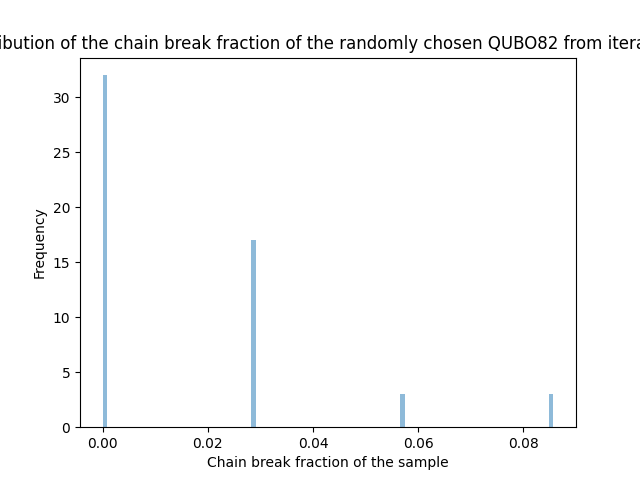 ibution of the chain break fraction of the randomly chosen QUBO82 from itera
30
25
20
15
10
5
0
Frequency
0.00 0.02 0.04 0.06 0.08
Chain break fraction of the sample